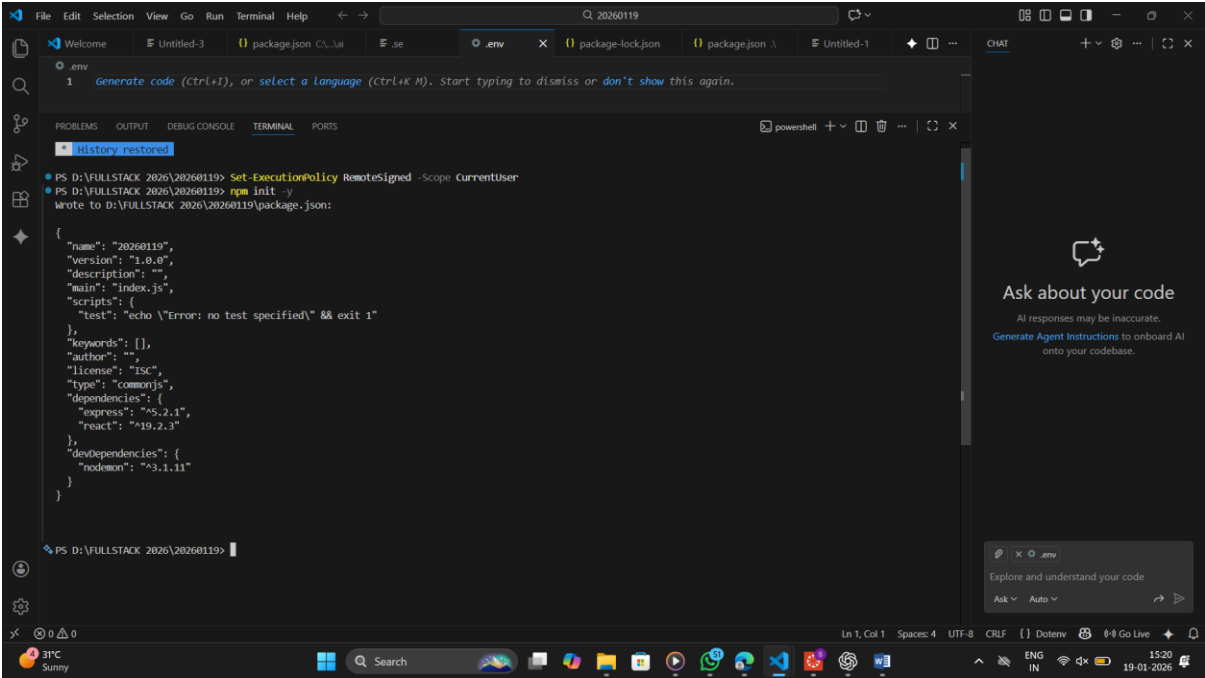 File Edit Selection View Go Run Terminal Help
20260119
Welcome
Untitled-3
package.json C:\...\ai
.se
.env
package-lock.json
package.json .\
Untitled-1
CHAT
.env
1 Generate code (Ctrl+I), or select a language (Ctrl+K M). Start typing to dismiss or don't show this again.
PROBLEMS OUTPUT DEBUG CONSOLE TERMINAL PORTS
powershell
* History restored
PS D:\FULLSTACK 2026\20260119> Set-ExecutionPolicy RemoteSigned -Scope CurrentUser
PS D:\FULLSTACK 2026\20260119> npm init -y
Wrote to D:\FULLSTACK 2026\20260119\package.json:
{
"name": "20260119",
"version": "1.0.0",
"description": "",
"main": "index.js",
"scripts": {
"test": "echo \"Error: no test specified\" && exit 1"
},
"keywords": [],
"author": "",
"license": "ISC",
"type": "commonjs",
"dependencies": {
"express": "^5.2.1",
"react": "^19.2.3"
},
"devDependencies": {
"nodemon": "^3.1.11"
}
}
PS D:\FULLSTACK 2026\20260119>
Ask about your code
AI responses may be inaccurate.
Generate Agent Instructions to onboard AI
onto your codebase.
.env
Explore and understand your code
Ask Auto
0 0
Ln 1, Col 1 Spaces: 4 UTF-8 CRLF {} Dotenv Go Live
4
31°C
Sunny
Search
51
5
ENG
IN
15:20
19-01-2026